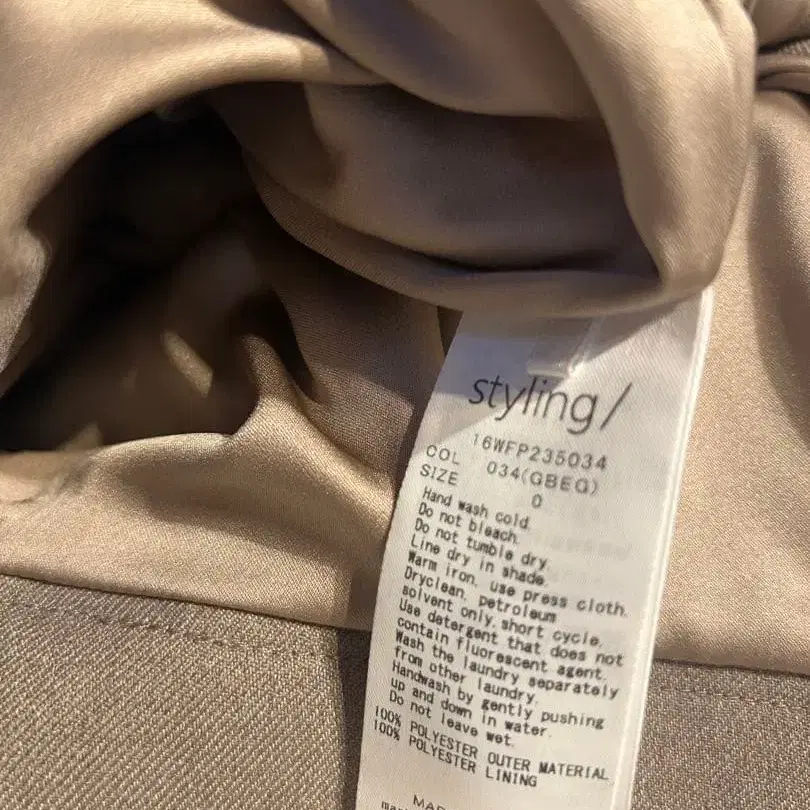 styling/
16WFP235034
COL 034(GBEG)
SIZE 0
Hand wash cold.
Do not bleach.
Do not tumble dry.
Line dry in shade.
Warm iron, use press cloth.
Dryclean, petroleum
solvent only, short cycle.
Use detergent that does not
contain fluorescent agent.
Wash the laundry separately
from other laundry.
Handwash by gently pushing
up and down in water.
Do not leave wet.
100% POLYESTER OUTER MATERIAL
100% POLYESTER LINING